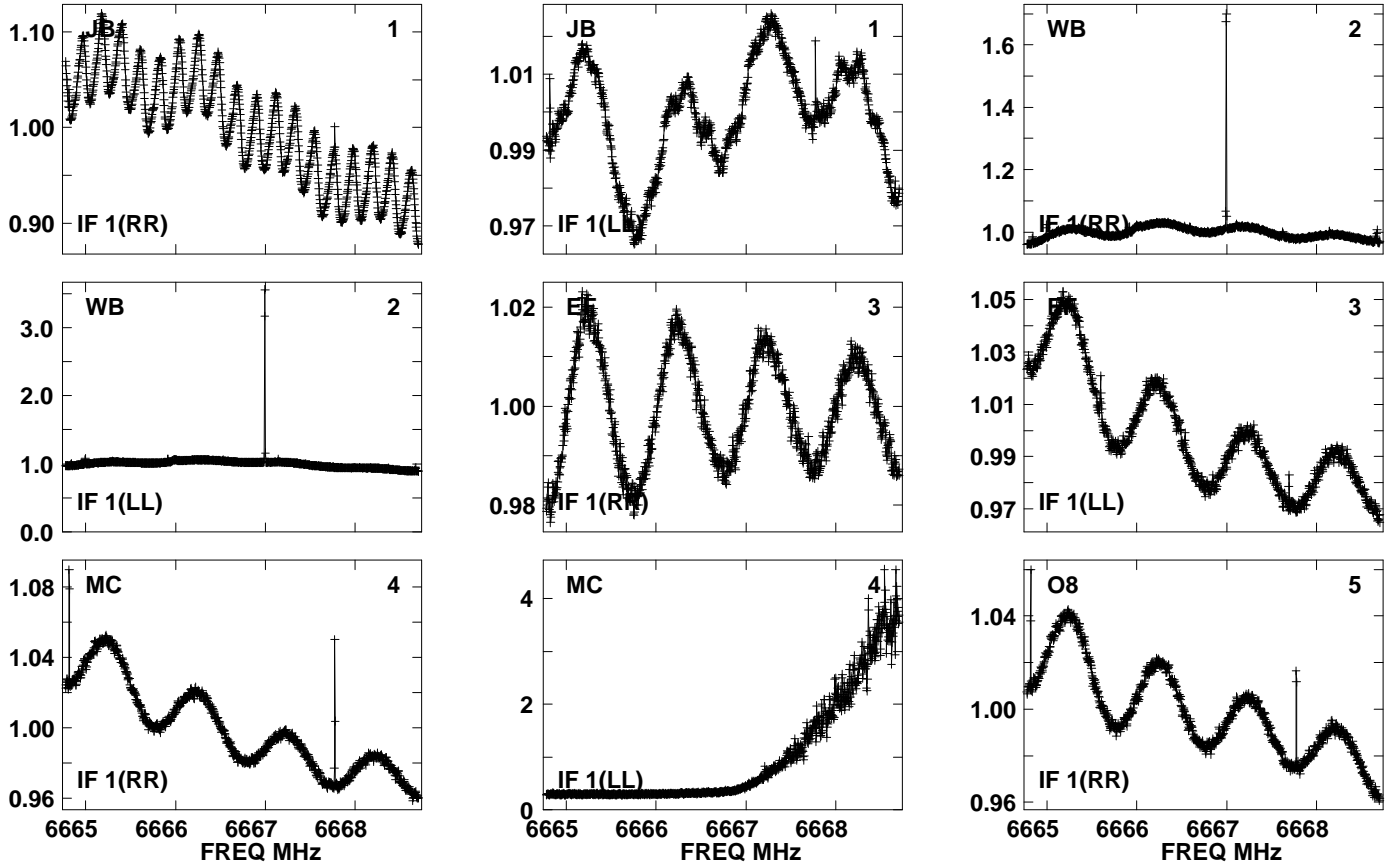 JB 1
1.10
1.00
0.90
IF 1(RR)
JB 1
1.01
0.99
0.97
IF 1(LL)
WB 2
1.6
1.4
1.2
1.0
IF 1(RR)
WB 2
3.0
2.0
1.0
0.0
IF 1(LL)
EF 3
1.02
1.00
0.98
IF 1(RR)
EF 3
1.05
1.03
1.01
0.99
0.97
IF 1(LL)
MC 4
1.08
1.04
1.00
0.96
IF 1(RR)
6665 6666 6667 6668
FREQ MHz
MC 4
4
2
0
IF 1(LL)
6665 6666 6667 6668
FREQ MHz
O8 5
1.04
1.00
0.96
IF 1(RR)
6665 6666 6667 6668
FREQ MHz